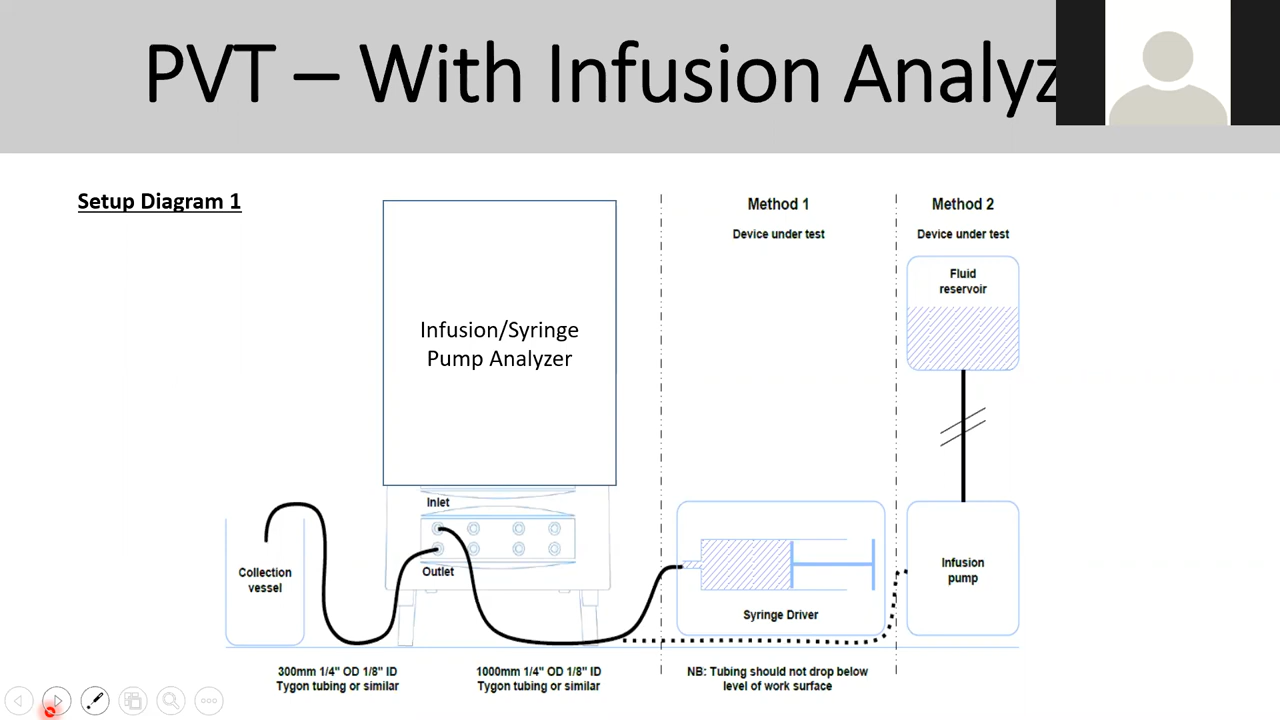 PVT – With Infusion Analyz
Setup Diagram 1
Method 1
Device under test
Method 2
Device under test
Fluid
reservoir
Infusion/Syringe
Pump Analyzer
Inlet
Outlet
Collection
vessel
Syringe Driver
Infusion
pump
300mm 1/4" OD 1/8" ID
Tygon tubing or similar
1000mm 1/4" OD 1/8" ID
Tygon tubing or similar
NB: Tubing should not drop below
level of work surface